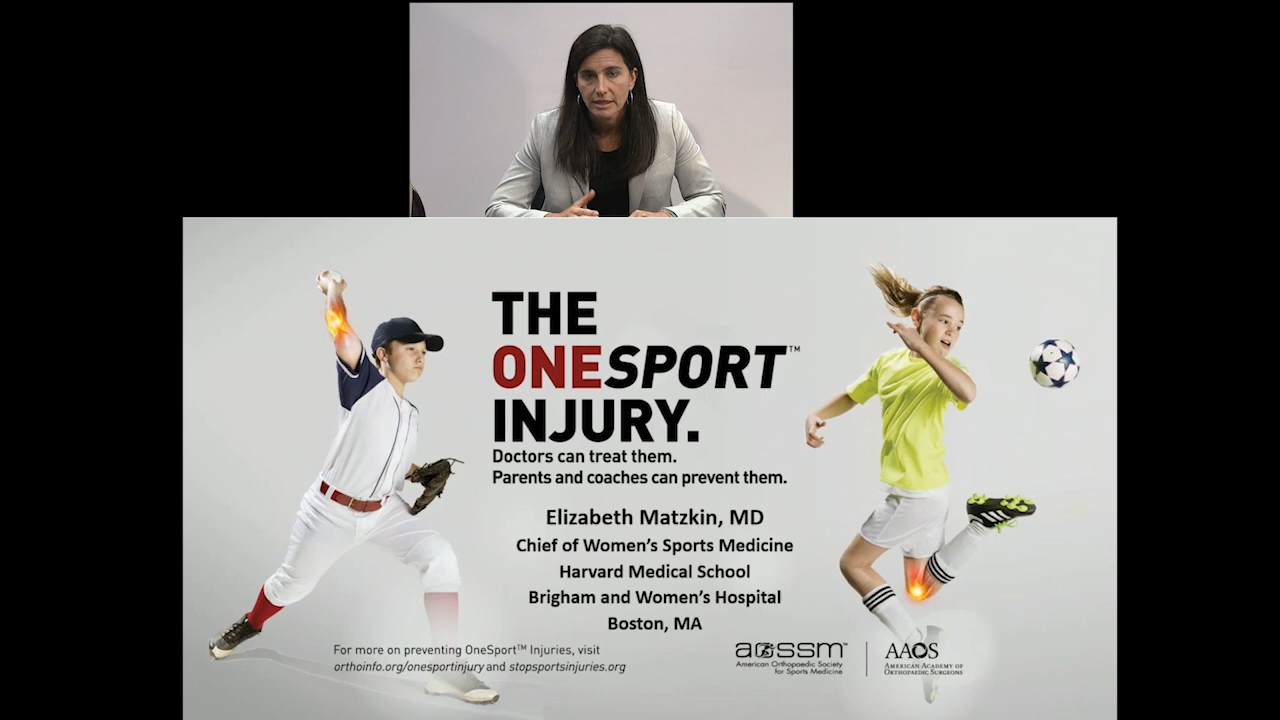 THE
ONESPORT™
INJURY.
Doctors can treat them.
Parents and coaches can prevent them.
Elizabeth Matzkin, MD
Chief of Women's Sports Medicine
Harvard Medical School
Brigham and Women's Hospital
Boston, MA
For more on preventing OneSport™ Injuries, visit
orthoinfo.org/onesportinjury and stopsportsinjuries.org
aossm™
American Orthopaedic Society
for Sports Medicine
AAOS
AMERICAN ACADEMY OF
ORTHOPAEDIC SURGEONS